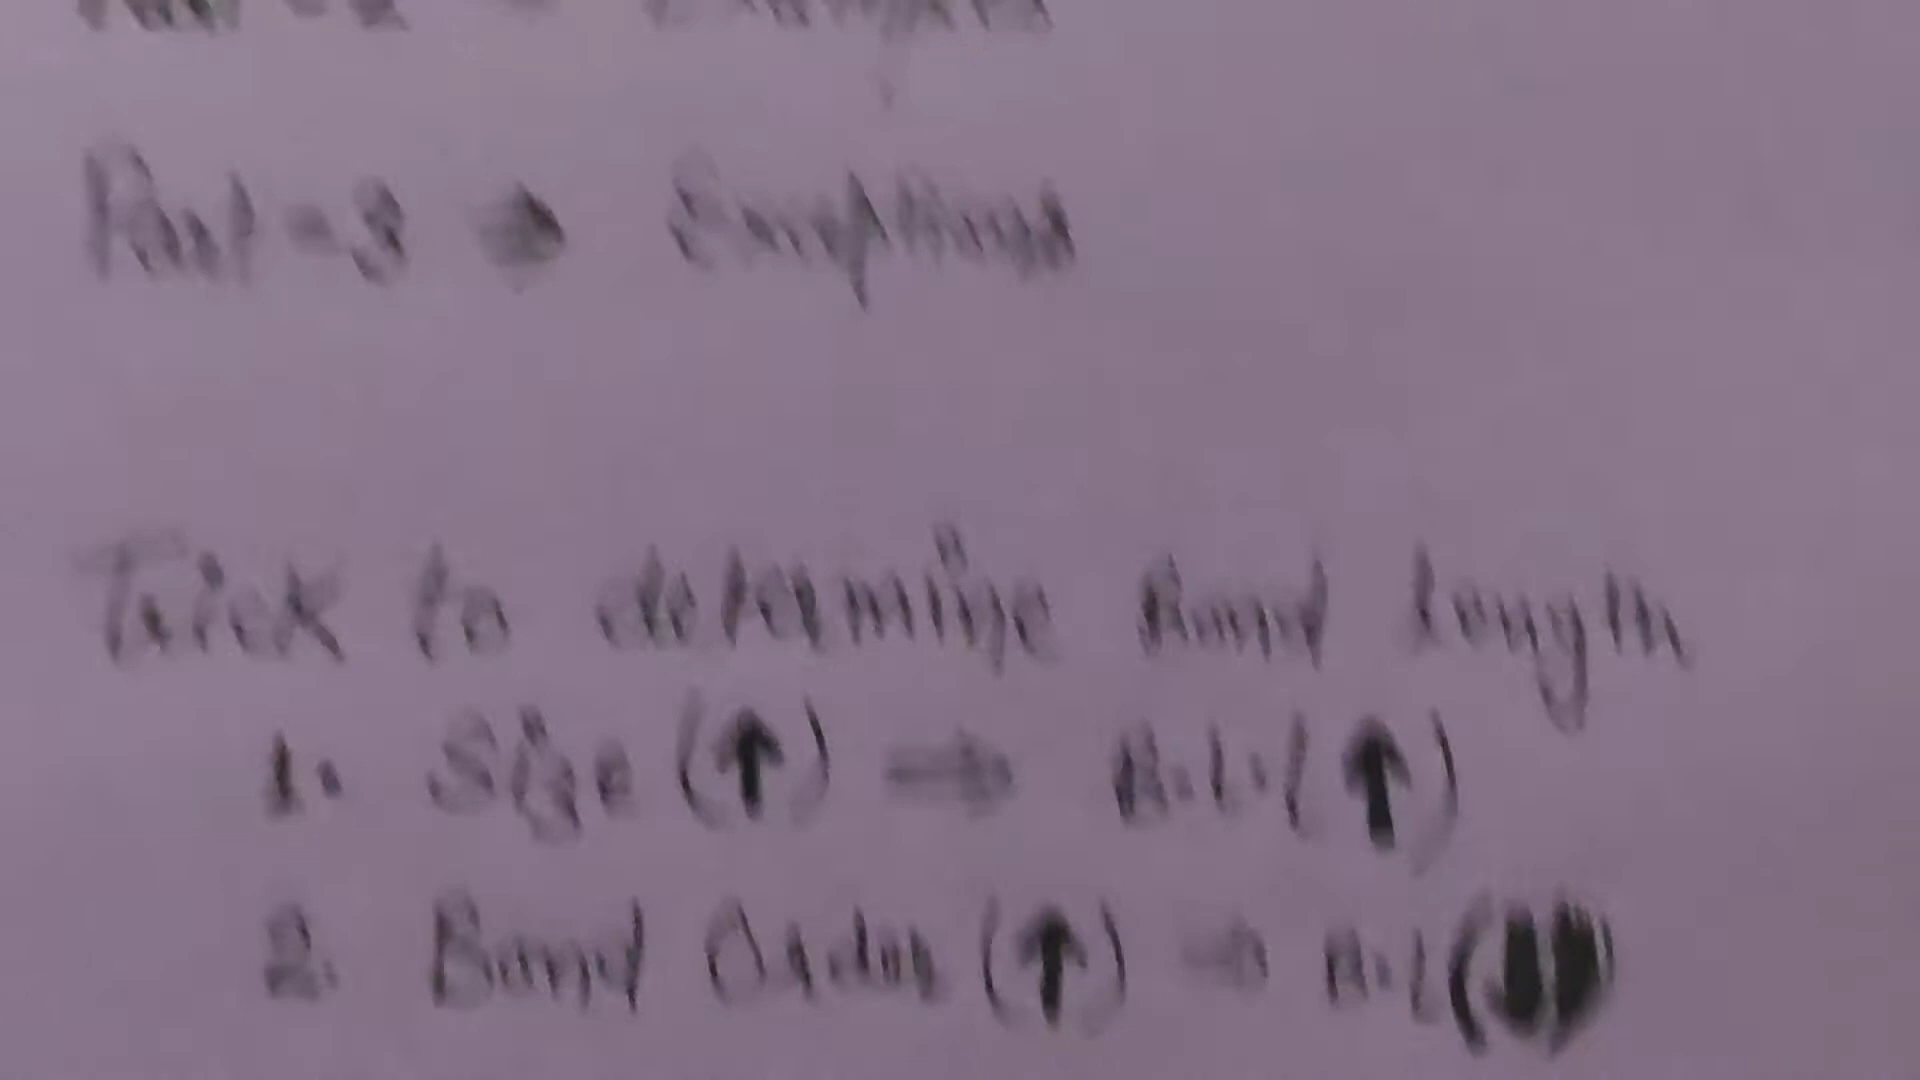 Part-3 → Exceptions
Trick to determine Bond length
1. Size (↑) ⇒ B.L.(↑)
2. Bond Order (↑) ⇒ B.L(↓)